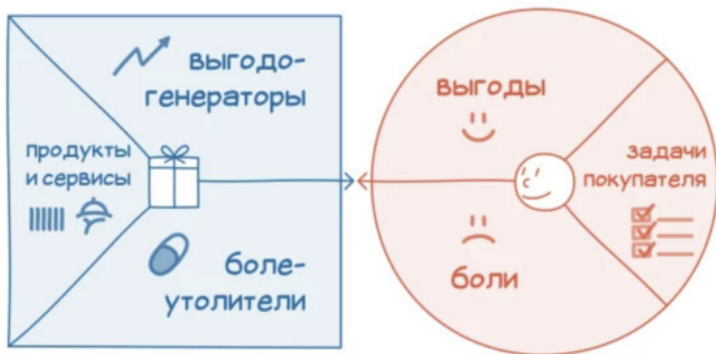 выгодо-
генераторы
продукты
и сервисы
боле-
утолители
выгоды
задачи
покупателя
боли